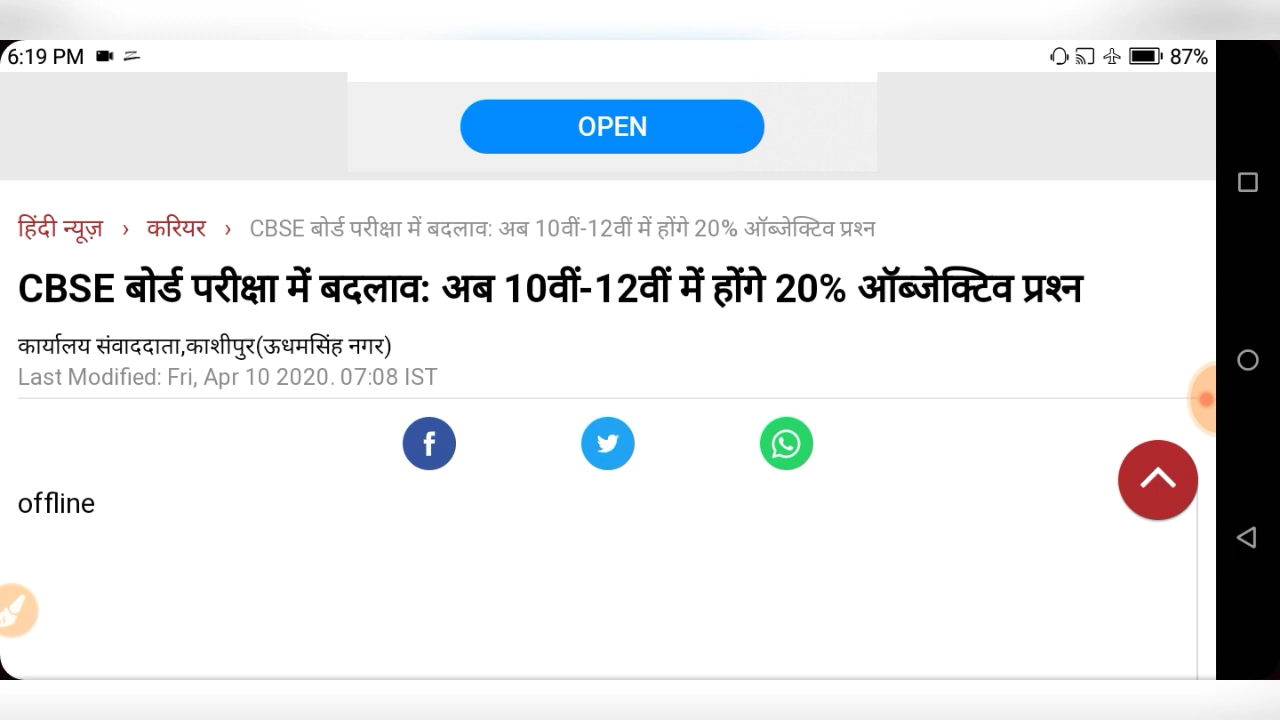 6:19 PM
87%
OPEN
हिंदी न्यूज़ › करियर › CBSE बोर्ड परीक्षा में बदलाव: अब 10वीं-12वीं में होंगे 20% ऑब्जेक्टिव प्रश्न
CBSE बोर्ड परीक्षा में बदलाव: अब 10वीं-12वीं में होंगे 20% ऑब्जेक्टिव प्रश्न
कार्यालय संवाददाता,काशीपुर(ऊधमसिंह नगर)
Last Modified: Fri, Apr 10 2020. 07:08 IST
offline